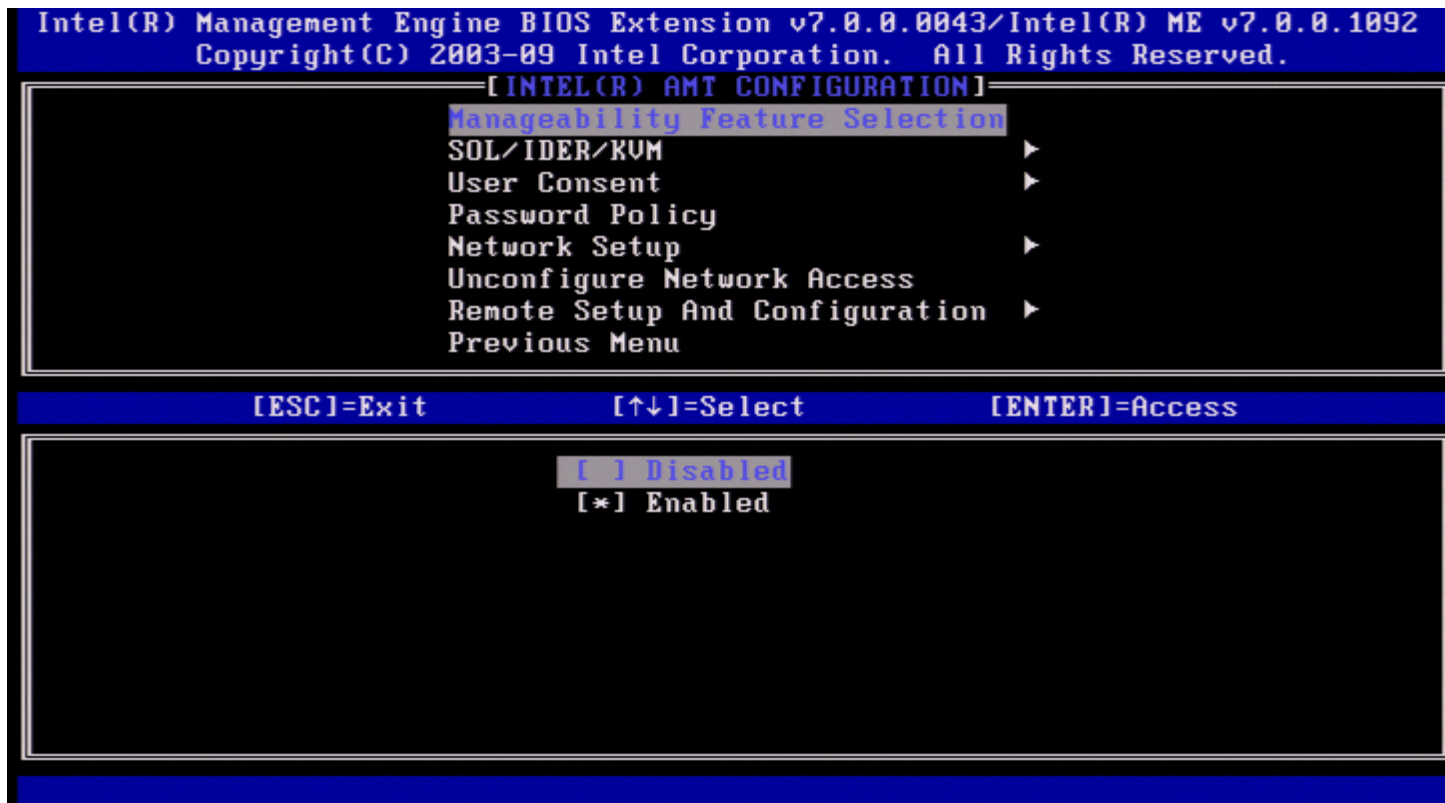 Intel(R) Management Engine BIOS Extension v7.0.0.0043/Intel(R) ME v7.0.0.1092
Copyright(C) 2003-09 Intel Corporation. All Rights Reserved.
[INTEL(R) AMT CONFIGURATION]
Manageability Feature Selection
SOL/IDER/KVM ►
User Consent ►
Password Policy
Network Setup ►
Unconfigure Network Access
Remote Setup And Configuration ►
Previous Menu
[ESC]=Exit [↑↓]=Select [ENTER]=Access
[ ] Disabled
[*] Enabled